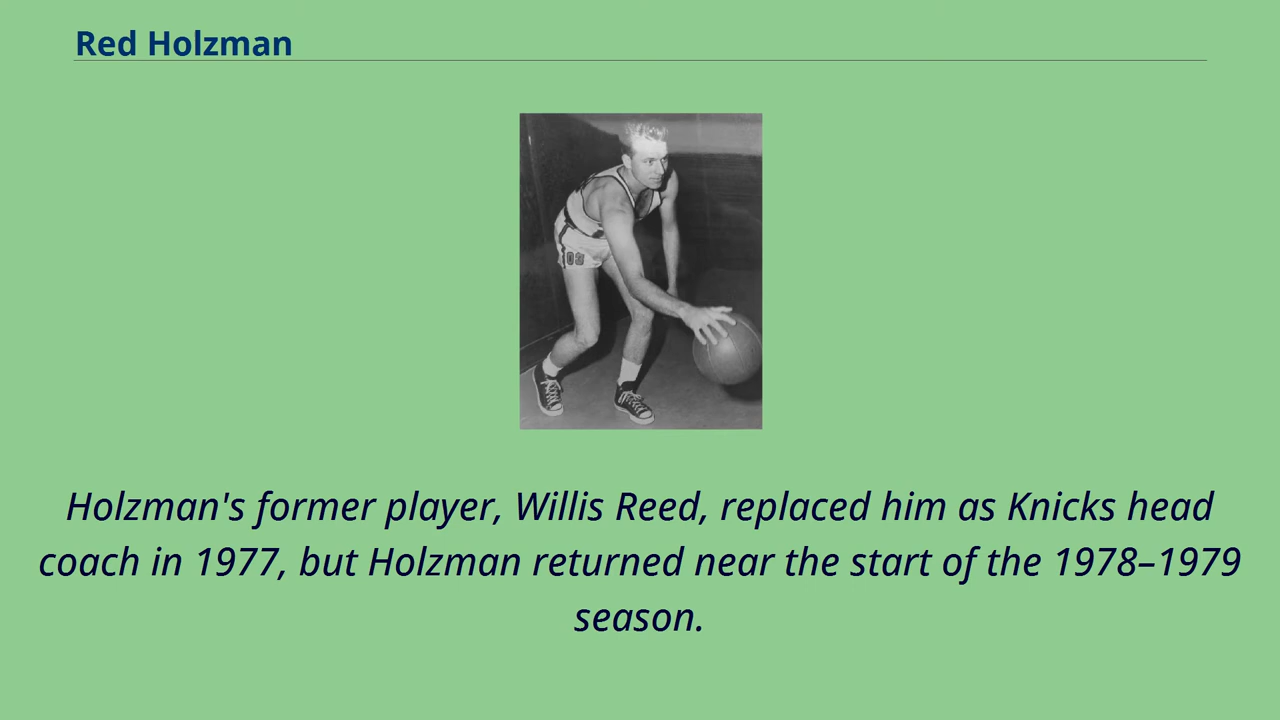 Red Holzman
Holzman's former player, Willis Reed, replaced him as Knicks head
coach in 1977, but Holzman returned near the start of the 1978–1979
season.